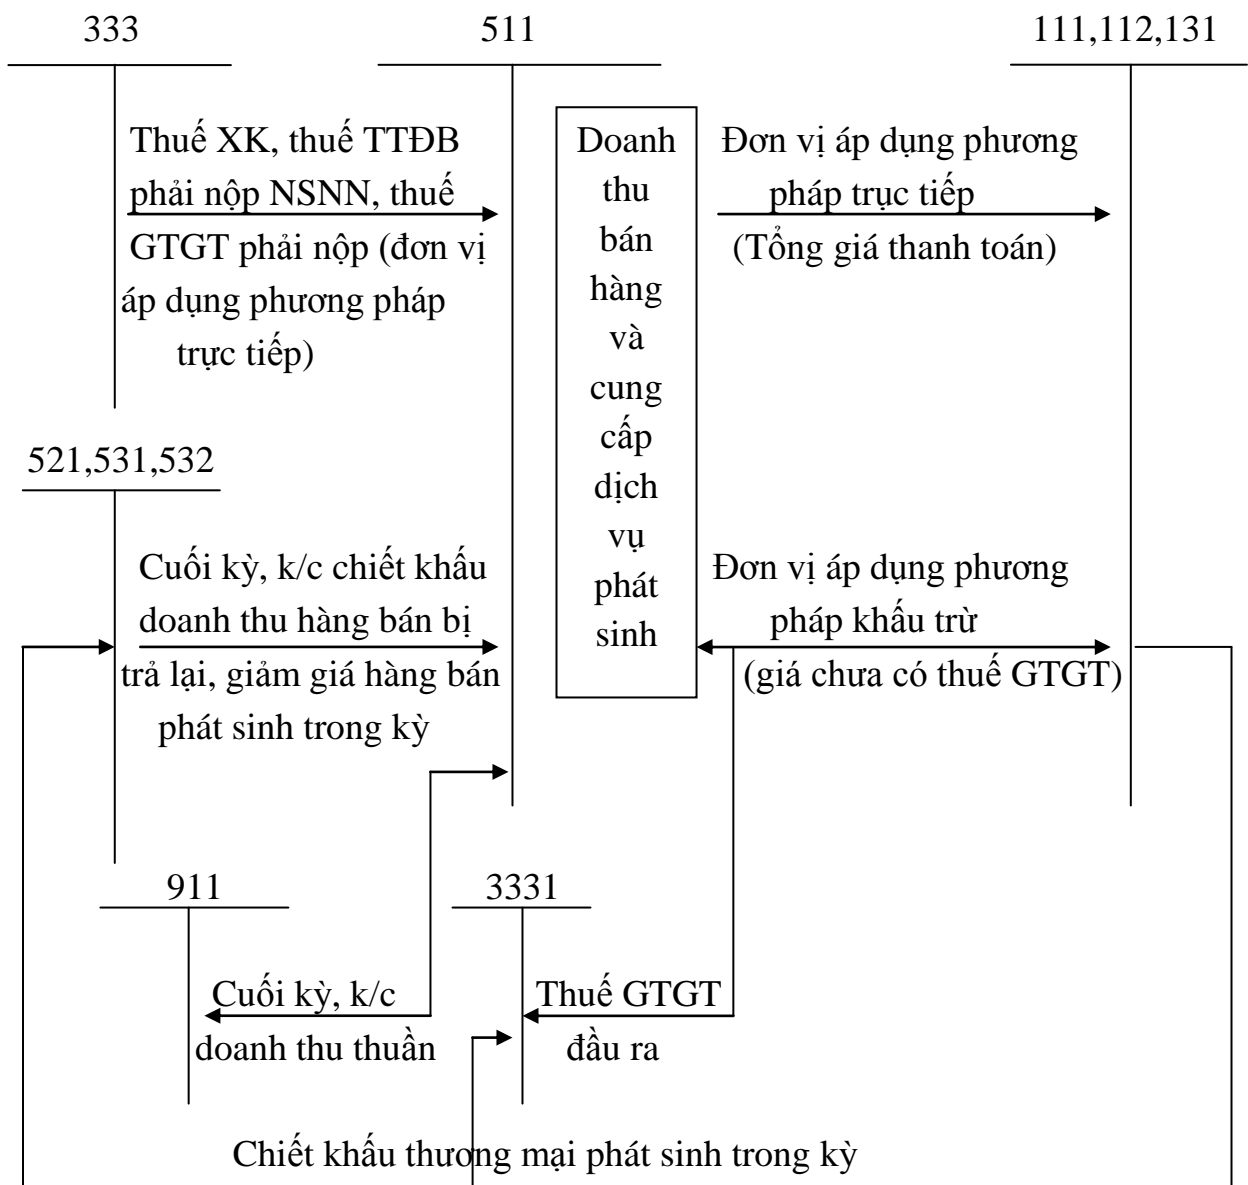 333
511
111,112,131
Thuế XK, thuế TTĐB
phải nộp NSNN, thuế
GTGT phải nộp (đơn vị
áp dụng phương pháp
trực tiếp)
Doanh
thu
bán
hàng
và
cung
cấp
dịch
vụ
phát
sinh
Đơn vị áp dụng phương
pháp trục tiếp
(Tổng giá thanh toán)
521,531,532
Cuối kỳ, k/c chiết khấu
doanh thu hàng bán bị
trả lại, giảm giá hàng bán
phát sinh trong kỳ
Đơn vị áp dụng phương
pháp khấu trừ
(giá chưa có thuế GTGT)
911
3331
Cuối kỳ, k/c
doanh thu thuần
Thuế GTGT
đầu ra
Chiết khấu thương mại phát sinh trong kỳ